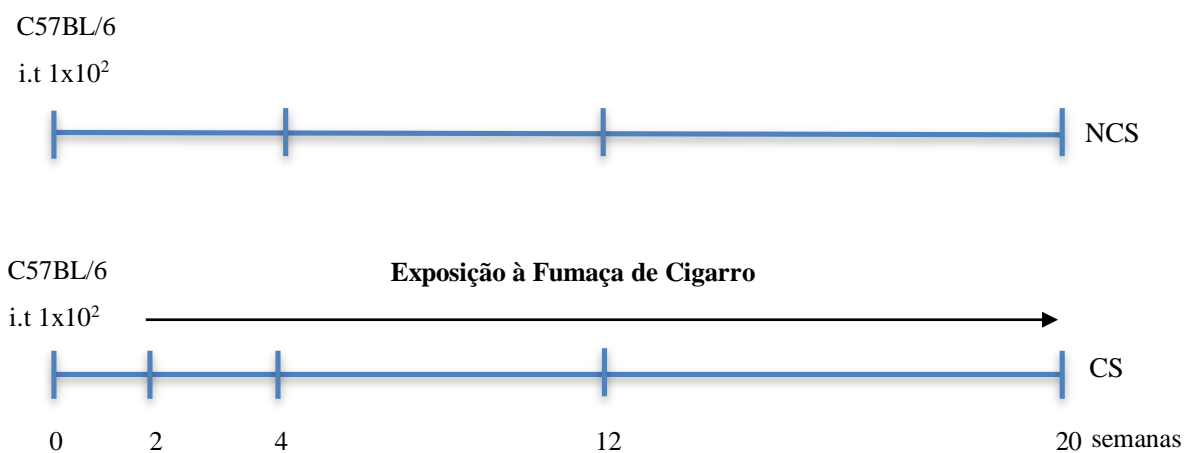 C57BL/6
i.t 1x10²
NCS
C57BL/6
Exposição à Fumaça de Cigarro
i.t 1x10²
CS
0 2 4 12 20 semanas